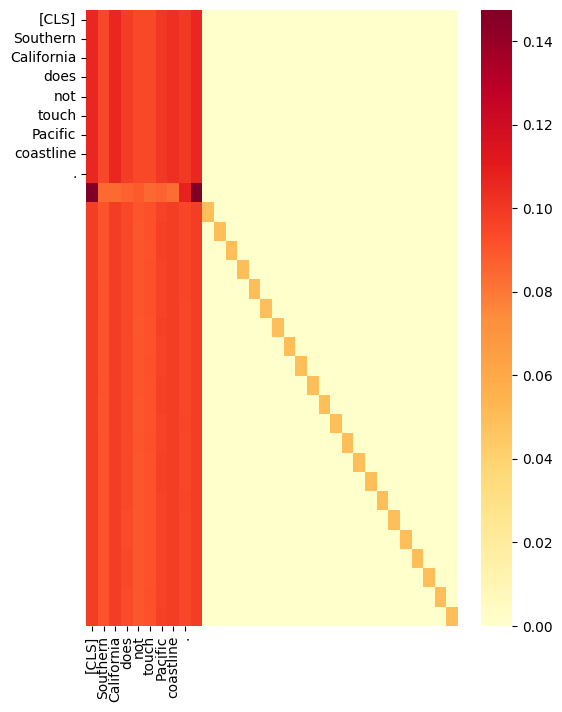 [CLS]
Southern
California
does
not
touch
Pacific
coastline
.
0.14
0.12
0.10
0.08
0.06
0.04
0.02
0.00
[CLS]
Southern
California
does
not
touch
Pacific
coastline
.